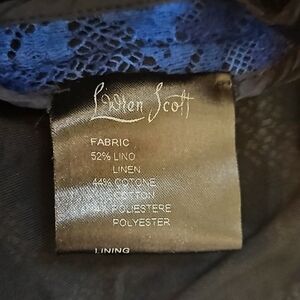 L'Wren Scott
FABRIC
52% LINO
LINEN
44% COTONE
COTTON
POLIESTERE
POLYESTER
LINING